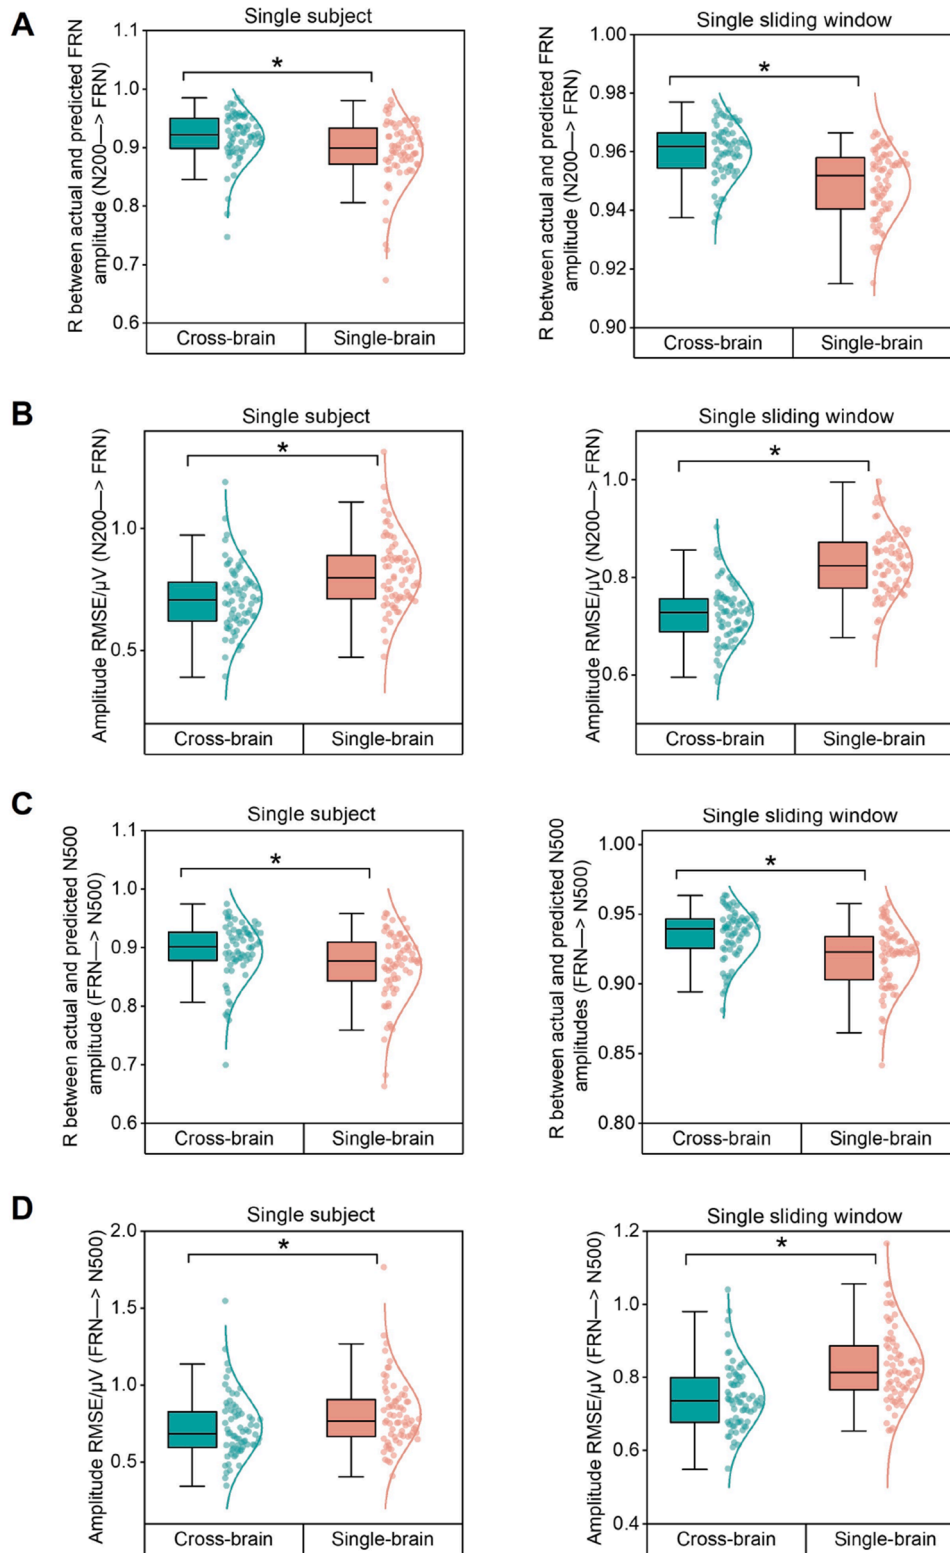 A
Single subject
R between actual and predicted FRN
amplitude (N200—> FRN)
1.1
1.0
0.9
0.8
0.7
0.6
*
Cross-brain
Single-brain
Single sliding window
R between actual and predicted FRN
amplitude (N200—> FRN)
1.00
0.98
0.96
0.94
0.92
0.90
*
Cross-brain
Single-brain
B
Single subject
Amplitude RMSE/μV (N200—> FRN)
1.0
0.5
*
Cross-brain
Single-brain
Single sliding window
Amplitude RMSE/μV (N200—> FRN)
1.0
0.8
0.6
*
Cross-brain
Single-brain
C
Single subject
R between actual and predicted N500
amplitude (FRN—> N500)
1.1
1.0
0.9
0.8
0.7
0.6
*
Cross-brain
Single-brain
Single sliding window
R between actual and predicted N500
amplitudes (FRN—> N500)
1.00
0.95
0.90
0.85
0.80
*
Cross-brain
Single-brain
D
Single subject
Amplitude RMSE/μV (FRN—> N500)
2.0
1.5
1.0
0.5
*
Cross-brain
Single-brain
Single sliding window
Amplitude RMSE/μV (FRN—> N500)
1.2
1.0
0.8
0.6
0.4
*
Cross-brain
Single-brain